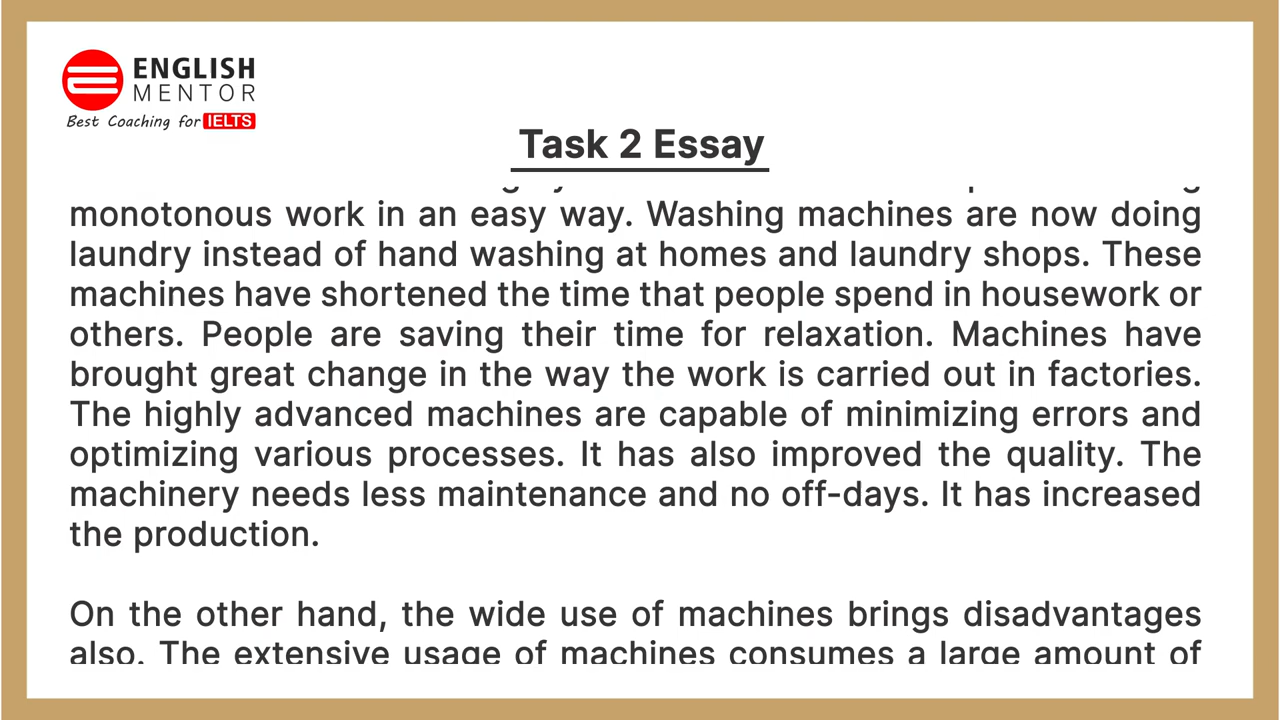 ENGLISH
MENTOR
Best Coaching for IELTS
Task 2 Essay
monotonous work in an easy way. Washing machines are now doing
laundry instead of hand washing at homes and laundry shops. These
machines have shortened the time that people spend in housework or
others. People are saving their time for relaxation. Machines have
brought great change in the way the work is carried out in factories.
The highly advanced machines are capable of minimizing errors and
optimizing various processes. It has also improved the quality. The
machinery needs less maintenance and no off-days. It has increased
the production.
On the other hand, the wide use of machines brings disadvantages
also. The extensive usage of machines consumes a large amount of